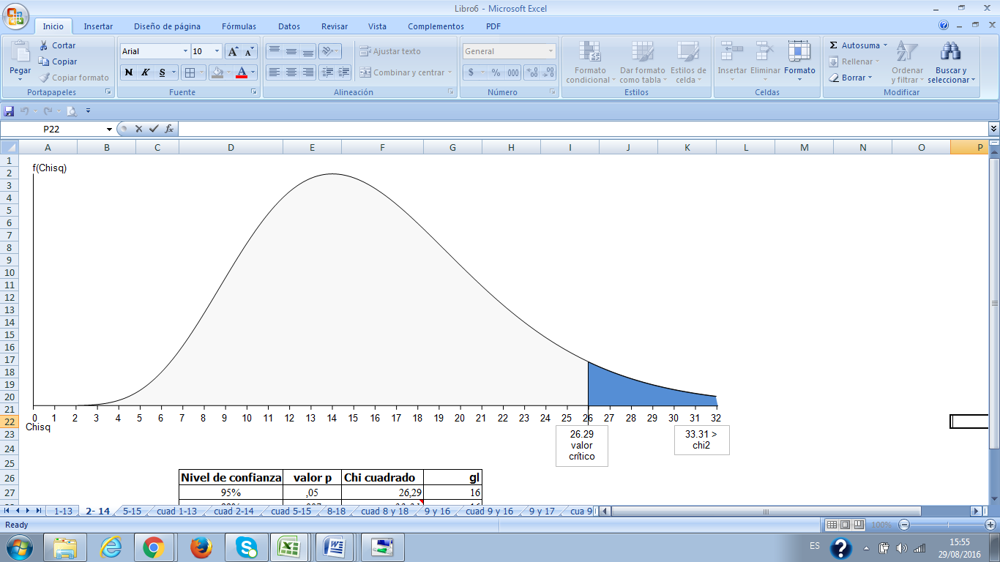 Libro6 - Microsoft Excel
Inicio Insertar Diseño de página Fórmulas Datos Revisar Vista Complementos PDF
Pegar
Cortar
Copiar
Copiar formato
Portapapeles
Arial 10
N K S
Fuente
Ajustar texto
Combinar y centrar
Alineación
General
$ % 000
Número
Formato condicional
Dar formato como tabla
Estilos de celda
Estilos
Insertar Eliminar Formato
Celdas
Autosuma
Rellenar
Borrar
Ordenar y filtrar
Buscar y seleccionar
Modificar
P22 fx
A B C D E F G H I J K L M N O P
1
2
3
4
5
6
7
8
9
10
11
12
13
14
15
16
17
18
19
20
21
22
23
24
25
26
27
f(Chisq)
0 1 2 3 4 5 6 7 8 9 10 11 12 13 14 15 16 17 18 19 20 21 22 23 24 25 26 27 28 29 30 31 32
Chisq
26.29
valor
crítico
33.31 >
chi2
Nivel de confianza valor p Chi cuadrado gl
95% ,05 26,29 16
1-13 2- 14 5-15 cuad 1-13 cuad 2-14 cuad 5-15 8-18 cuad 8 y 18 9 y 16 cuad 9 y 16 9 y 17 cua 9
Ready
100%
ES
15:55
29/08/2016